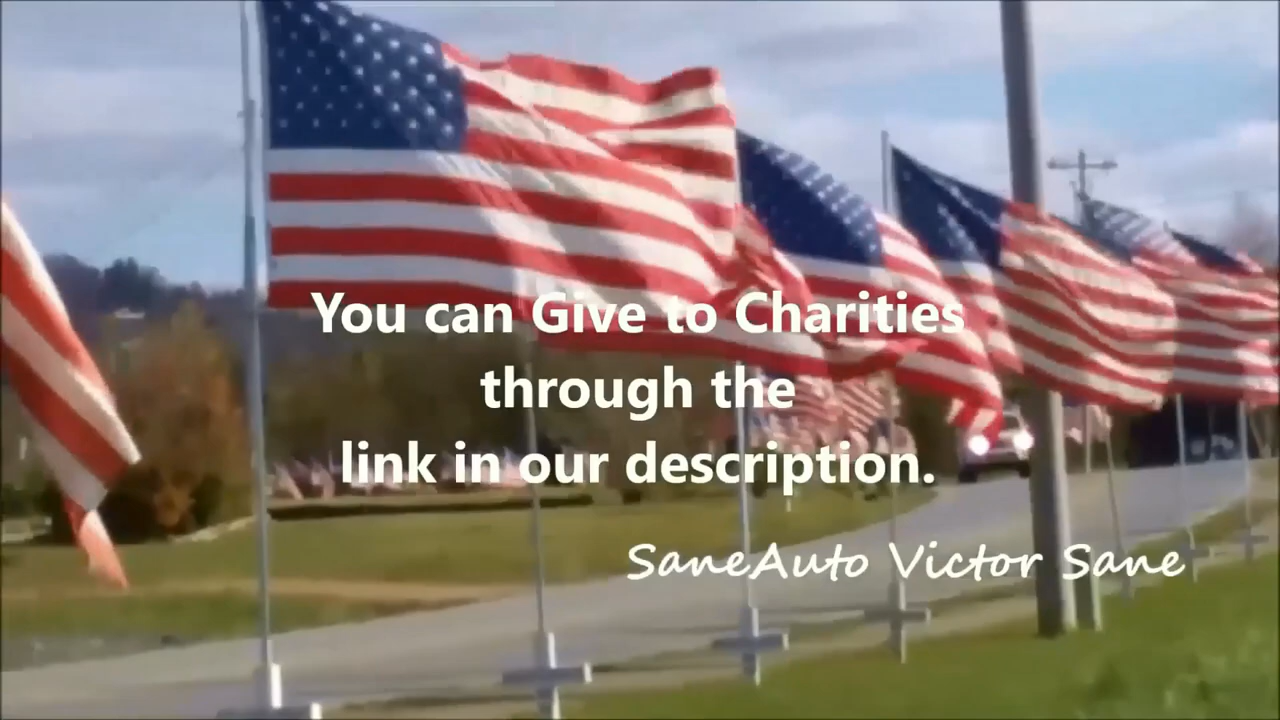 You can Give to Charities
through the
link in our description.
SaneAuto Victor Sane